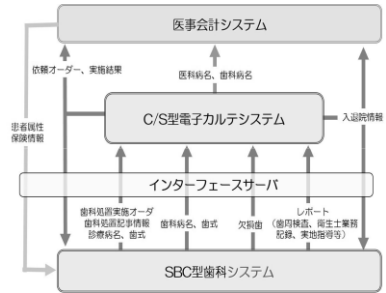 医事会計システム
依頼オーダー、実施結果
医科病名、歯科病名
患者属性
保険情報
C/S型電子カルテシステム
入退院情報
インターフェースサーバ
歯科処置実施オーダ
歯科処置記事情報
診療病名、歯式
歯科病名、歯式
欠損歯
レポート
（歯周検査、衛生士業務
記録、実地指導等）
SBC型歯科システム